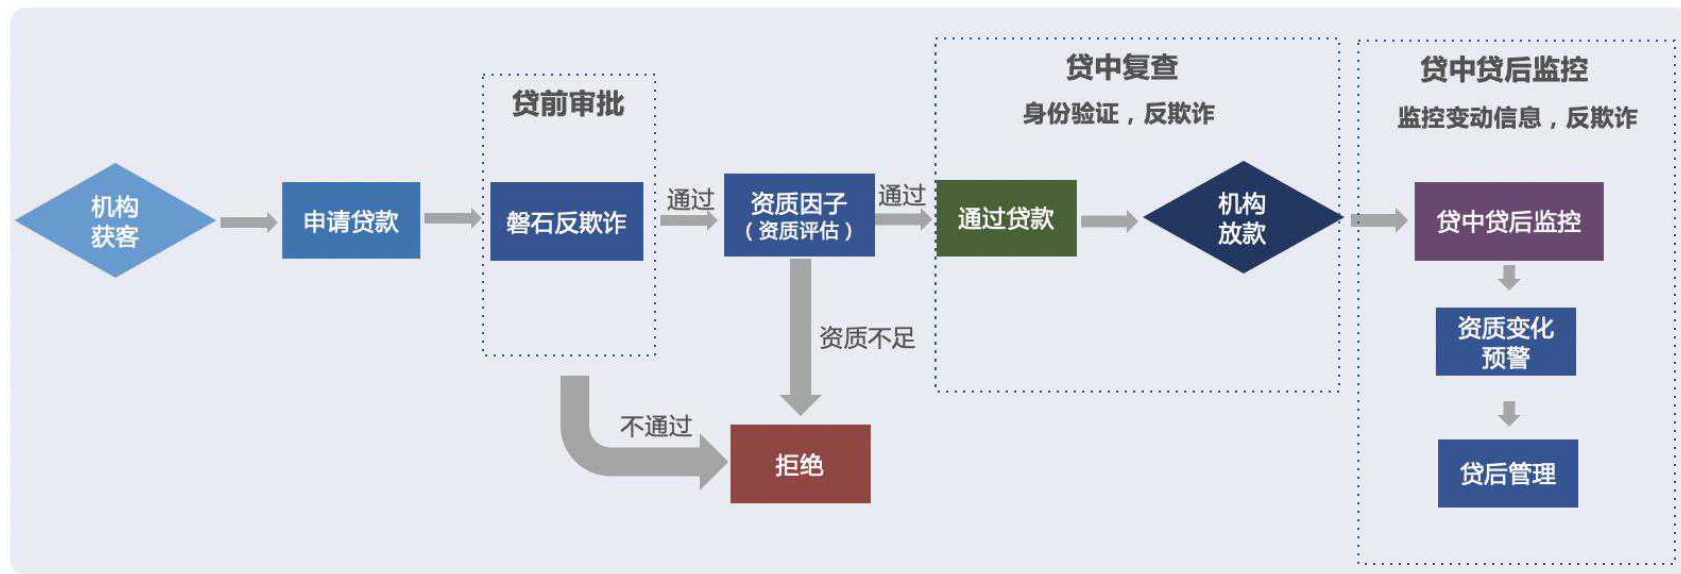 机构
获客
申请贷款
贷前审批
磐石反欺诈
通过
资质因子
（资质评估）
通过
资质不足
不通过
拒绝
贷中复查
身份验证，反欺诈
通过贷款
机构
放款
贷中贷后监控
监控变动信息，反欺诈
贷中贷后监控
资质变化
预警
贷后管理